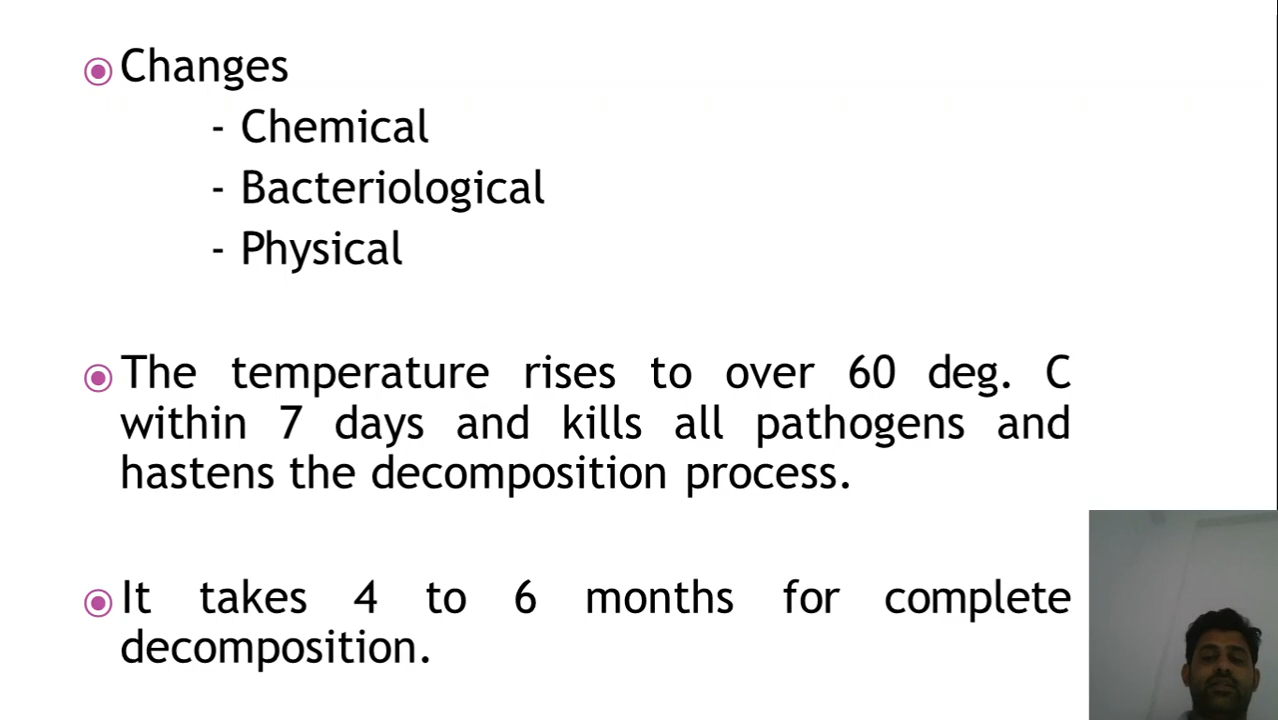 Changes
- Chemical
- Bacteriological
- Physical
The temperature rises to over 60 deg. C
within 7 days and kills all pathogens and
hastens the decomposition process.
It takes 4 to 6 months for complete
decomposition.